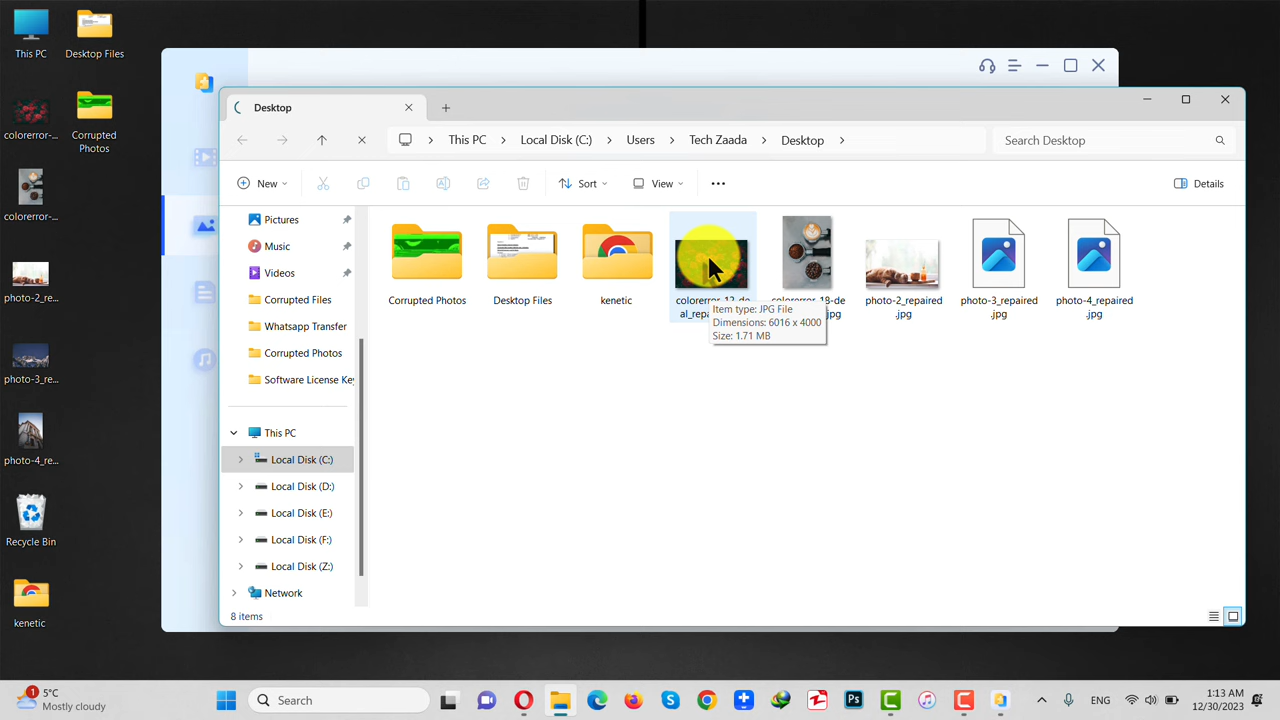 This PC
Desktop Files
colorerror-...
Corrupted
Photos
colorerror-...
photo-2_re...
photo-3_re...
photo-4_re...
Recycle Bin
kenetic
Desktop
This PC
Local Disk (C:)
Users
Tech Zaada
Desktop
Search Desktop
New
Sort
View
Details
Pictures
Music
Videos
Corrupted Files
Whatsapp Transfer
Corrupted Photos
Software License Key
This PC
Local Disk (C:)
Local Disk (D:)
Local Disk (E:)
Local Disk (F:)
Local Disk (Z:)
Network
Corrupted Photos
Desktop Files
kenetic
photo-2_repaired
.jpg
photo-3_repaired
.jpg
photo-4_repaired
.jpg
Item type: JPG File
Dimensions: 6016 x 4000
Size: 1.71 MB
8 items
1
5°C
Mostly cloudy
Search
Ps
ENG
1:13 AM
12/30/2023